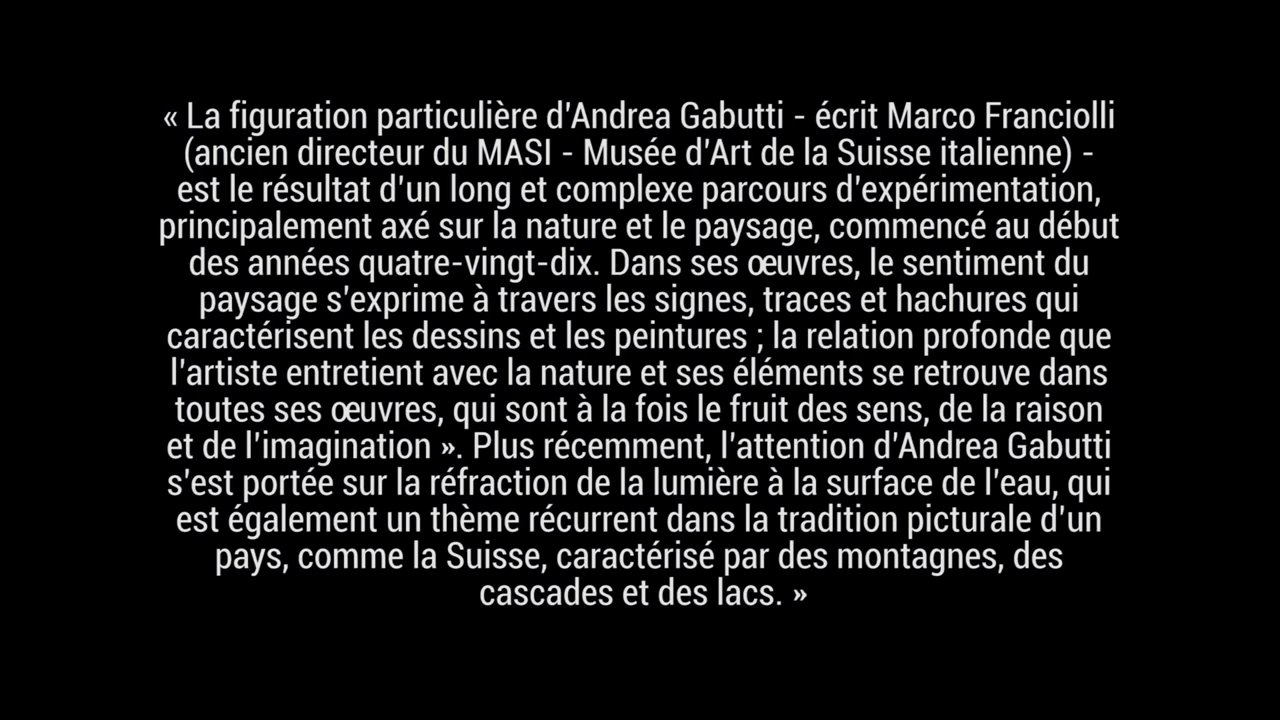 « La figuration particulière d'Andrea Gabutti - écrit Marco Franciolli
(ancien directeur du MASI - Musée d'Art de la Suisse italienne) -
est le résultat d'un long et complexe parcours d'expérimentation,
principalement axé sur la nature et le paysage, commencé au début
des années quatre-vingt-dix. Dans ses œuvres, le sentiment du
paysage s'exprime à travers les signes, traces et hachures qui
caractérisent les dessins et les peintures ; la relation profonde que
l'artiste entretient avec la nature et ses éléments se retrouve dans
toutes ses œuvres, qui sont à la fois le fruit des sens, de la raison
et de l'imagination ». Plus récemment, l'attention d'Andrea Gabutti
s'est portée sur la réfraction de la lumière à la surface de l'eau, qui
est également un thème récurrent dans la tradition picturale d'un
pays, comme la Suisse, caractérisé par des montagnes, des
cascades et des lacs. »